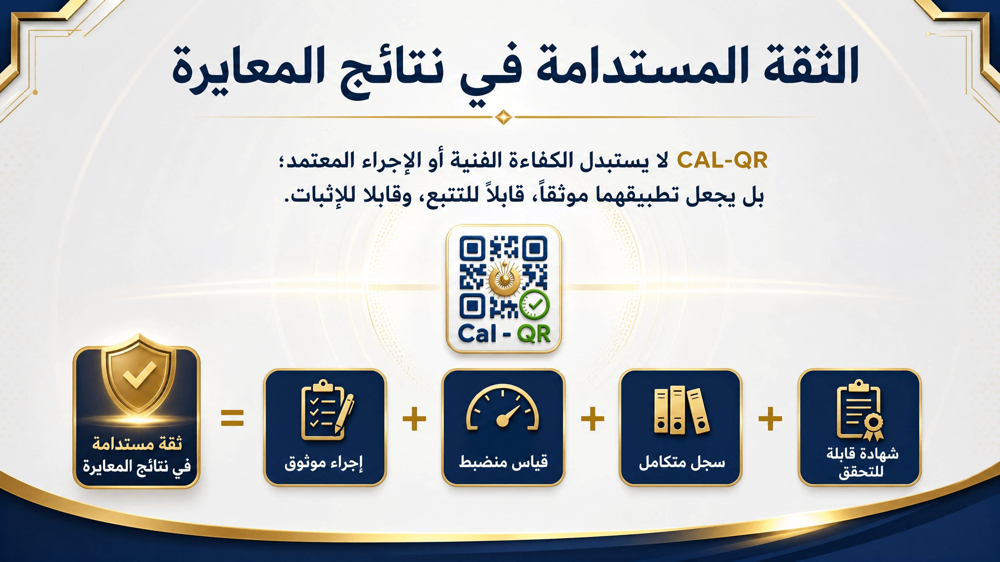 الثقة المستدامة في نتائج المعايرة
CAL-QR لا يستبدل الكفاءة الفنية أو الإجراء المعتمد؛
بل يجعل تطبيقهما موثقاً، قابلاً للتتبع، وقابلا للإثبات.
Cal - QR
شهادة قابلة
للتحقق
+
سجل متكامل
+
قياس منضبط
+
إجراء موثوق
=
ثقة مستدامة
في نتائج المعايرة